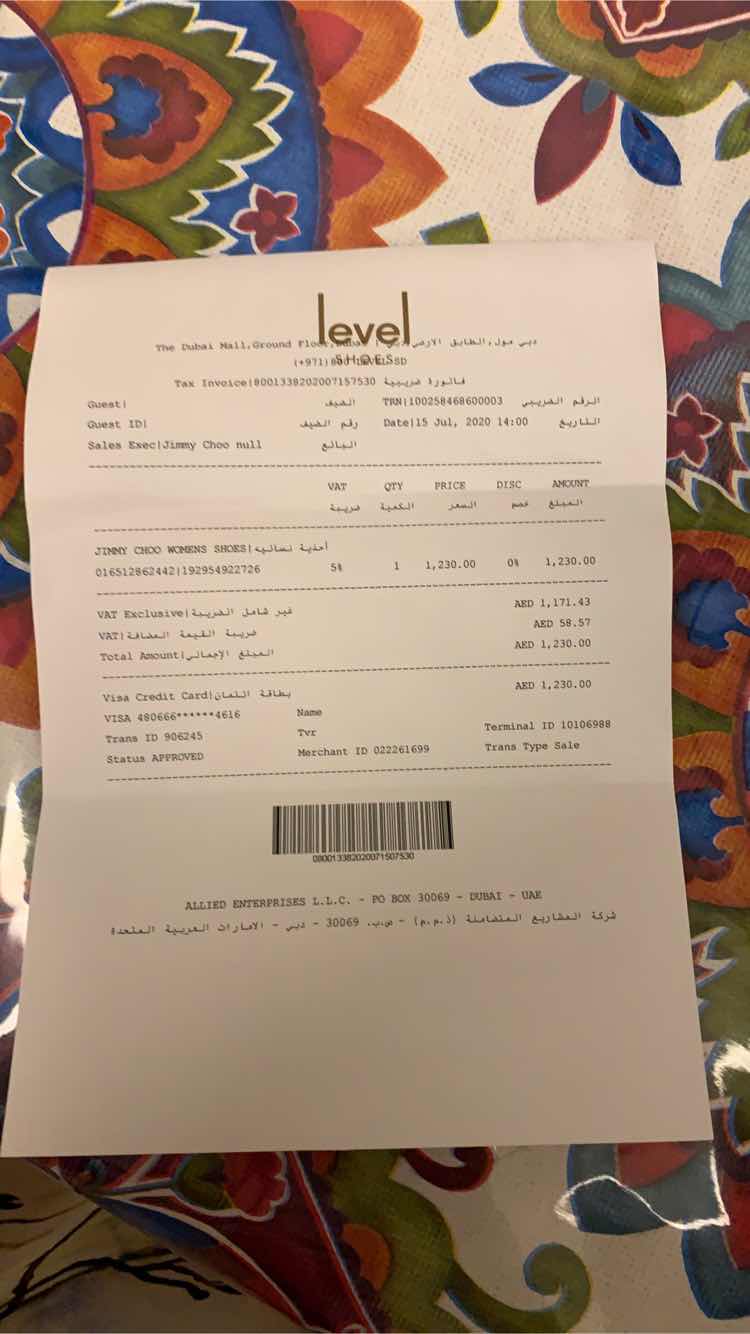 level
SHOES
The Dubai Mall, Ground Floor, Dubai | دبي مول, الطابق الارضي, دبي
(+971) 800 LEVELSD
Tax Invoice|8001338202007157530 فاتورة ضريبية
Guest| الضيف TRN|100258468600003 الرقم الضريبي
Guest ID| رقم الضيف Date|15 Jul, 2020 14:00 التاريخ
Sales Exec|Jimmy Choo null البائع
VAT QTY PRICE DISC AMOUNT
ضريبة الكمية السعر خصم المبلغ
JIMMY CHOO WOMENS SHOES|أحذية نسائيه
016512862442|192954922726 5% 1 1,230.00 0% 1,230.00
VAT Exclusive|غير شامل الضريبة AED 1,171.43
VAT|ضريبة القيمة المضافة AED 58.57
Total Amount|المبلغ الإجمالي AED 1,230.00
Visa Credit Card|بطاقة ائتمان AED 1,230.00
VISA 480666******4616 Name
Trans ID 906245 Tvr Terminal ID 10106988
Status APPROVED Merchant ID 022261699 Trans Type Sale
ALLIED ENTERPRISES L.L.C. - PO BOX 30069 - DUBAI - UAE
شركة المشاريع المتضامنة (ذ.م.م) - ص.ب. 30069 - دبي - الامارات العربية المتحدة